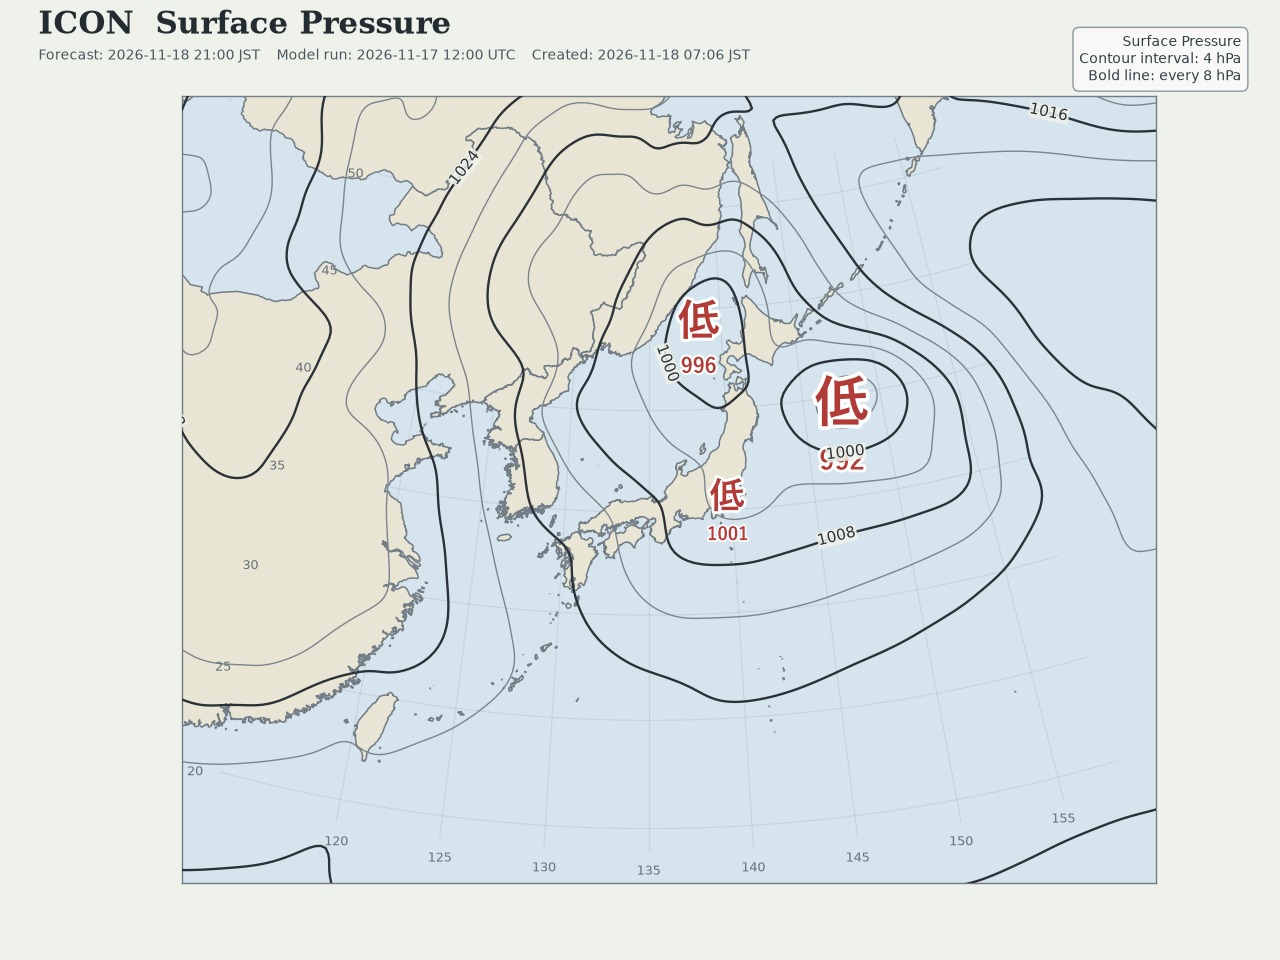 ICON  Surface Pressure
Forecast: 2026-11-18 21:00 JST    Model run: 2026-11-17 12:00 UTC    Created: 2026-11-18 07:06 JST
Surface Pressure
Contour interval: 4 hPa
Bold line: every 8 hPa
1016
1024
50
45
低
996
1000
40
低
1000
992
35
低
1001
1008
30
25
20
120
125
130
135
140
145
150
155